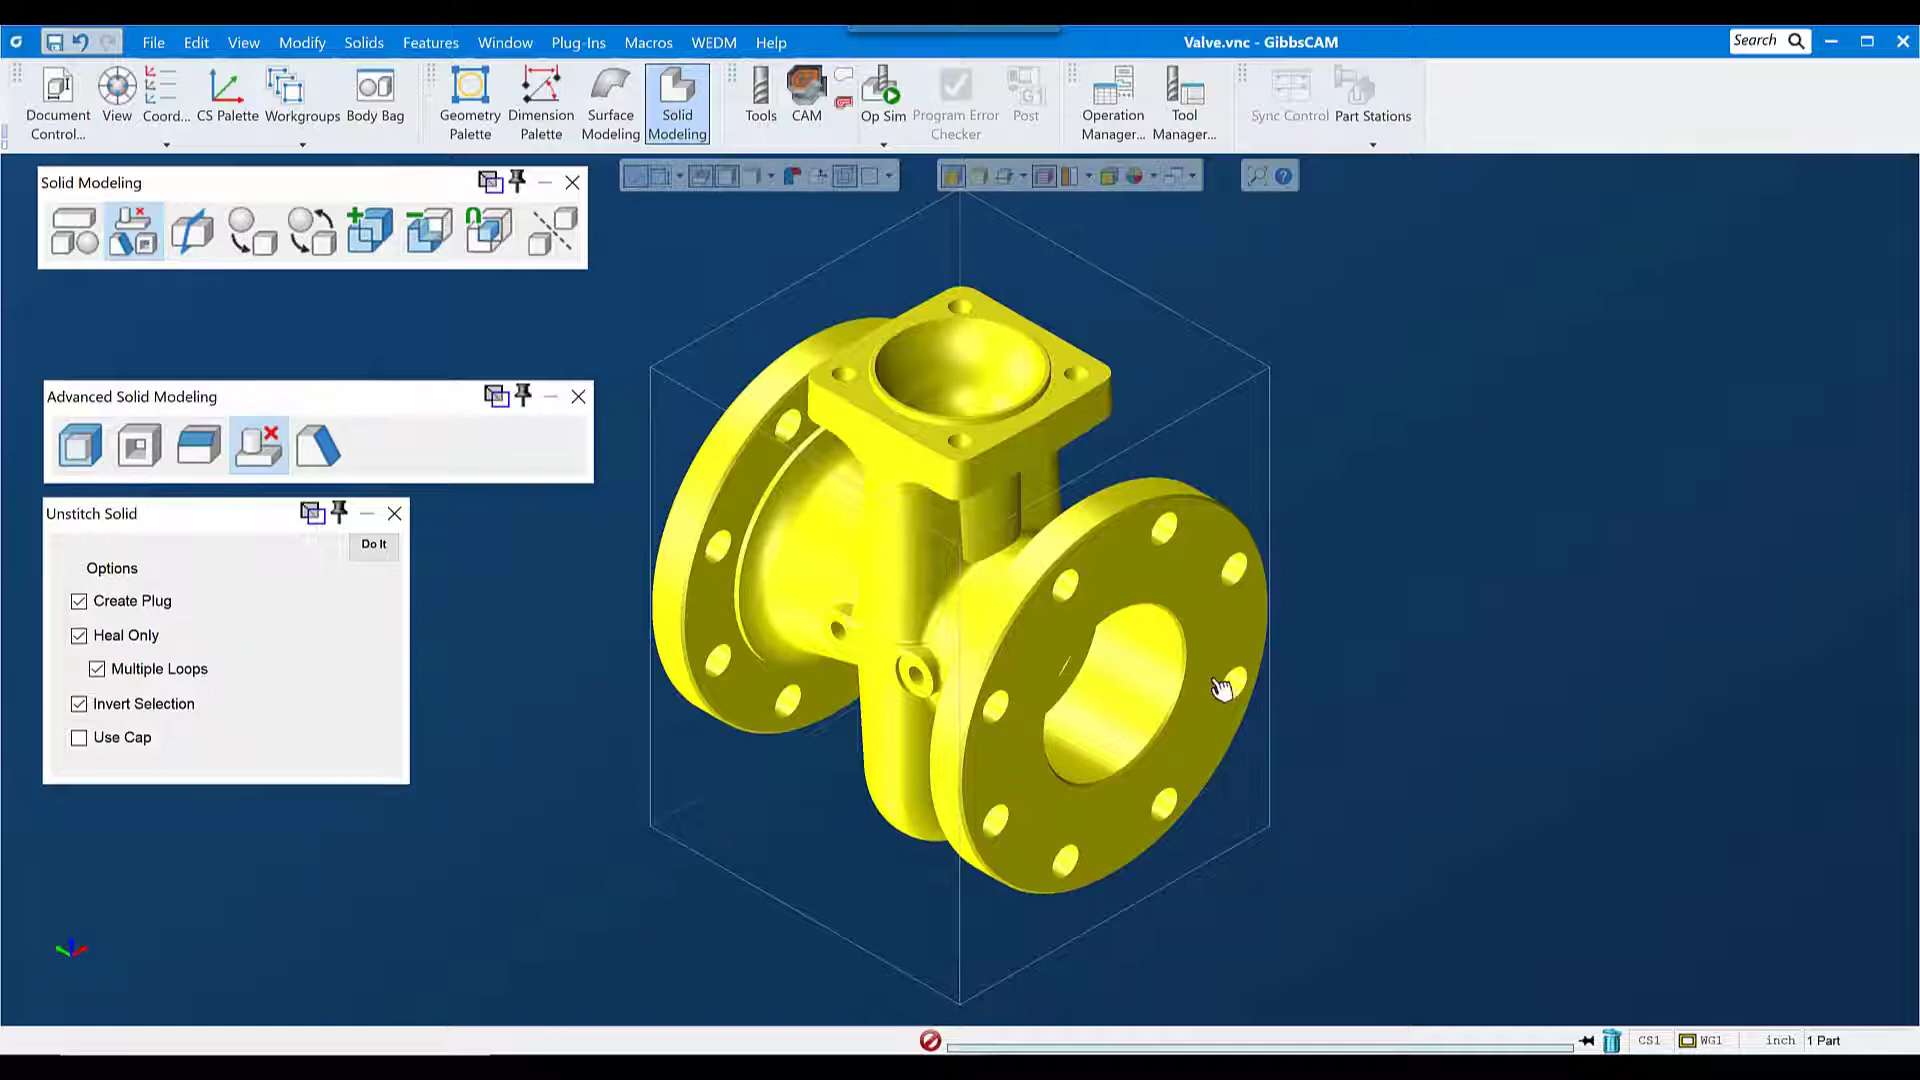 File Edit View Modify Solids Features Window Plug-Ins Macros WEDM Help
Valve.vnc - GibbsCAM
Search
Document Control...
View
Coord...
CS Palette
Workgroups
Body Bag
Geometry Palette
Dimension Palette
Surface Modeling
Solid Modeling
Tools
CAM
Op Sim
Program Error Checker
Post
Operation Manager...
Tool Manager...
Sync Control
Part Stations
Solid Modeling
Advanced Solid Modeling
Unstitch Solid
Do It
Options
Create Plug
Heal Only
Multiple Loops
Invert Selection
Use Cap
CS1 WG1 inch 1 Part